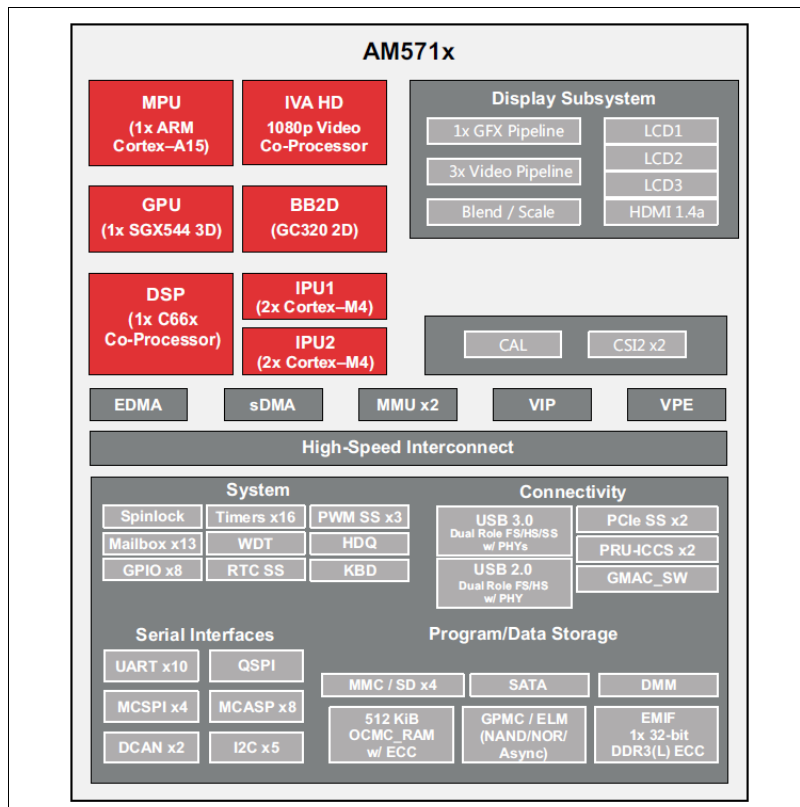 AM571x
MPU
(1x ARM
Cortex–A15)
IVA HD
1080p Video
Co-Processor
GPU
(1x SGX544 3D)
BB2D
(GC320 2D)
DSP
(1x C66x
Co-Processor)
IPU1
(2x Cortex–M4)
IPU2
(2x Cortex–M4)
Display Subsystem
1x GFX Pipeline
3x Video Pipeline
Blend / Scale
LCD1
LCD2
LCD3
HDMI 1.4a
CAL
CSI2 x2
EDMA
sDMA
MMU x2
VIP
VPE
High-Speed Interconnect
System
Spinlock
Timers x16
PWM SS x3
Mailbox x13
WDT
HDQ
GPIO x8
RTC SS
KBD
Connectivity
USB 3.0
Dual Role FS/HS/SS
w/ PHYs
USB 2.0
Dual Role FS/HS
w/ PHY
PCIe SS x2
PRU-ICCS x2
GMAC_SW
Serial Interfaces
UART x10
QSPI
MCSPI x4
MCASP x8
DCAN x2
I2C x5
Program/Data Storage
MMC / SD x4
SATA
DMM
512 KiB
OCMC_RAM
w/ ECC
GPMC / ELM
(NAND/NOR/
Async)
EMIF
1x 32-bit
DDR3(L) ECC